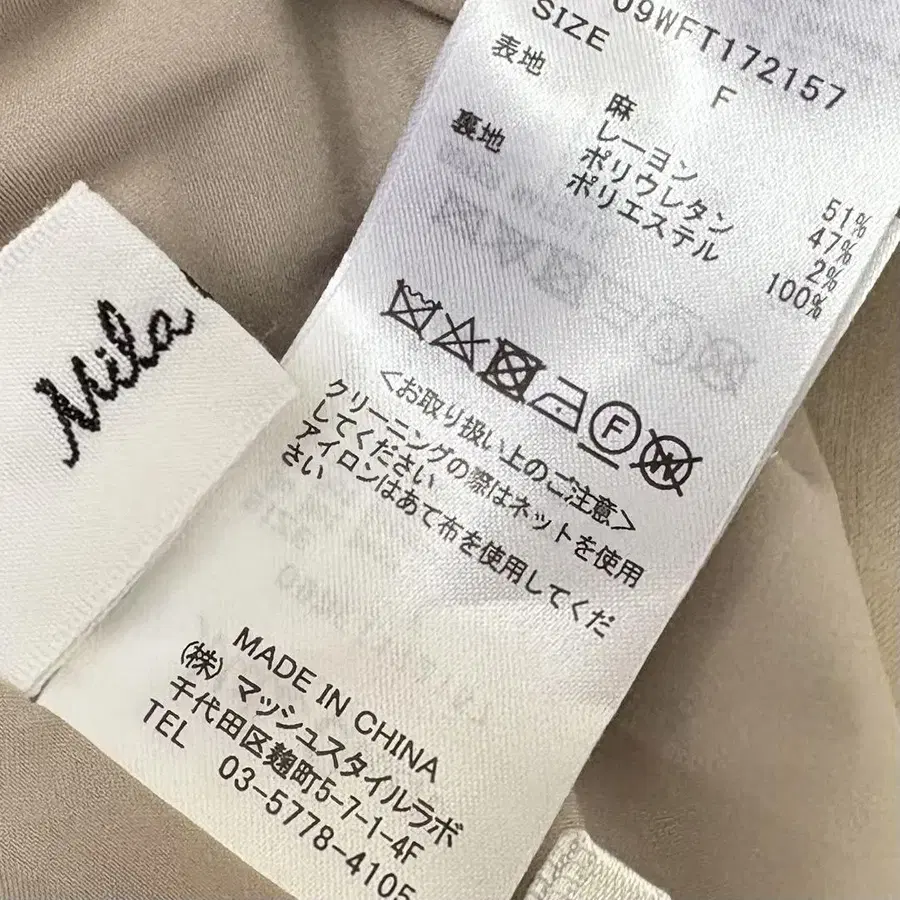 Mila
09WFT172157
SIZE F
表地 麻 51%
レーヨン 47%
ポリウレタン 2%
裏地 ポリエステル 100%
F
W
<お取り扱い上のご注意>
クリーニングの際はネットを使用
してください
アイロンはあて布を使用してくだ
さい
MADE IN CHINA
(株)マッシュスタイルラボ
千代田区麹町5-7-1-4F
TEL 03-5778-4105